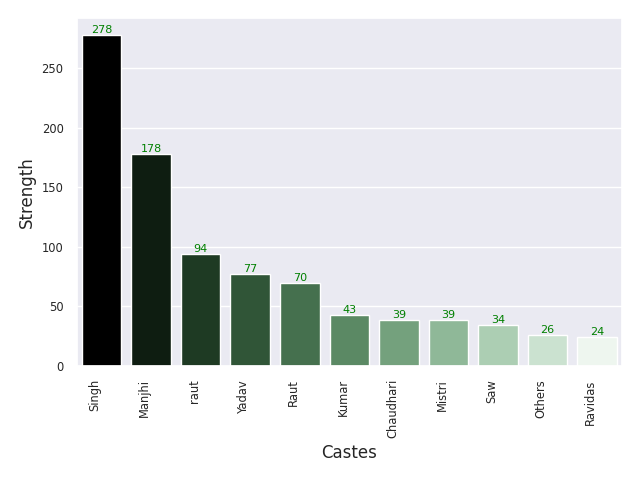 278
250
200
178
150
100
94
77
70
50
43
39
39
34
26
24
0
Strength
Singh
Manjhi
raut
Yadav
Raut
Kumar
Chaudhari
Mistri
Saw
Others
Ravidas
Castes